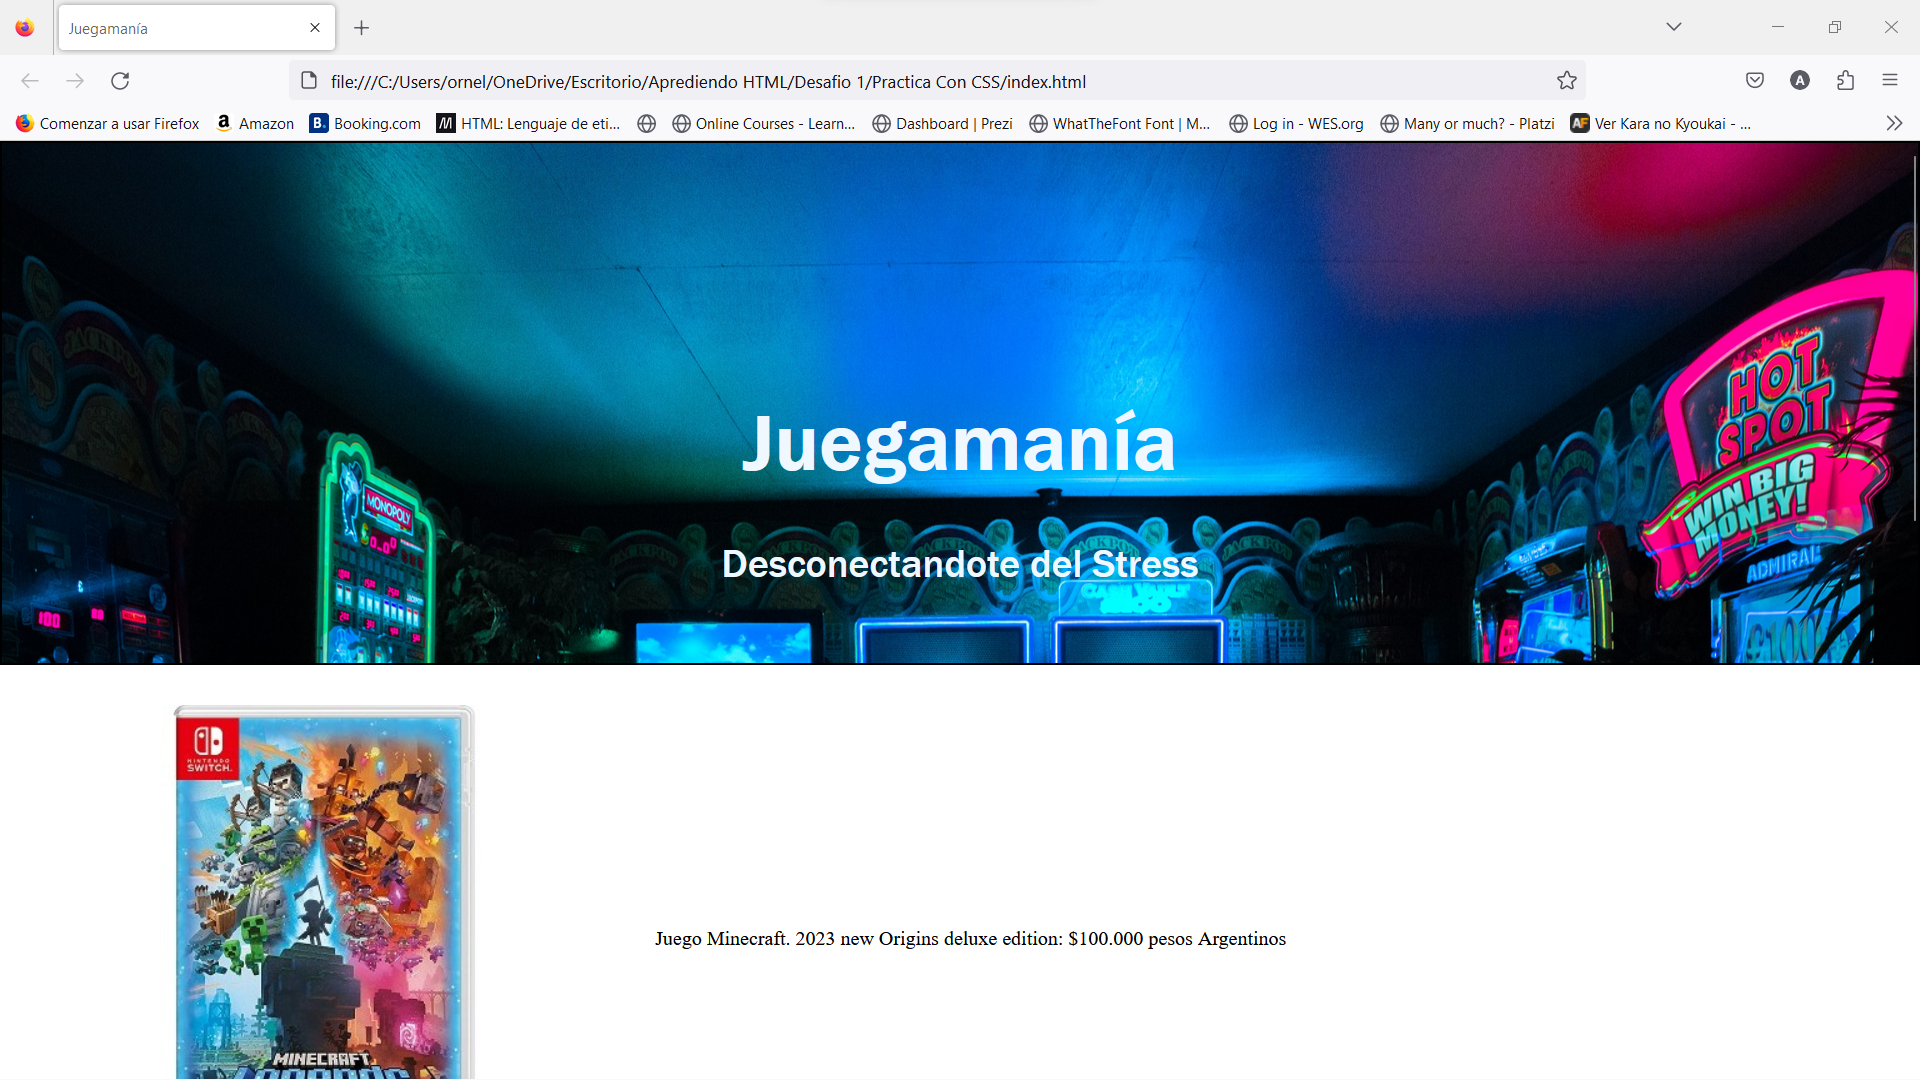 Juegamanía
file:///C:/Users/ornel/OneDrive/Escritorio/Aprediendo HTML/Desafio 1/Practica Con CSS/index.html
Comenzar a usar Firefox
Amazon
Booking.com
HTML: Lenguaje de eti...
Online Courses - Learn...
Dashboard | Prezi
WhatTheFont Font | M...
Log in - WES.org
Many or much? - Platzi
Ver Kara no Kyoukai - ...
JACKPOT
HOT
SPOT
WIN BIG
MONEY!
ADMIRAL
MONOPOLY
Juegamanía
Desconectandote del Stress
100
NINTENDO
SWITCH
Juego Minecraft. 2023 new Origins deluxe edition: $100.000 pesos Argentinos
MINECRAFT